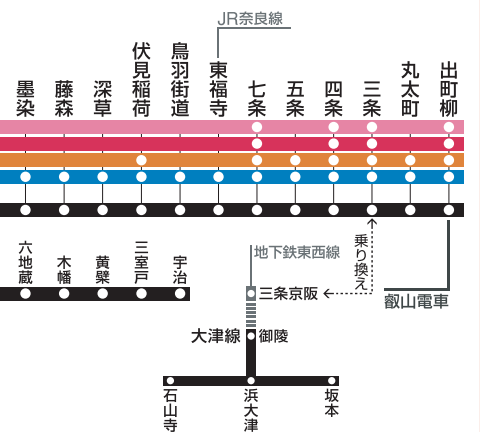 JR奈良線
墨染
藤森
深草
伏見稲荷
鳥羽街道
東福寺
七条
五条
四条
三条
丸太町
出町柳
六地蔵
木幡
黄檗
三室戸
宇治
地下鉄東西線
乗り換え
三条京阪
叡山電車
大津線
御陵
石山寺
浜大津
坂本